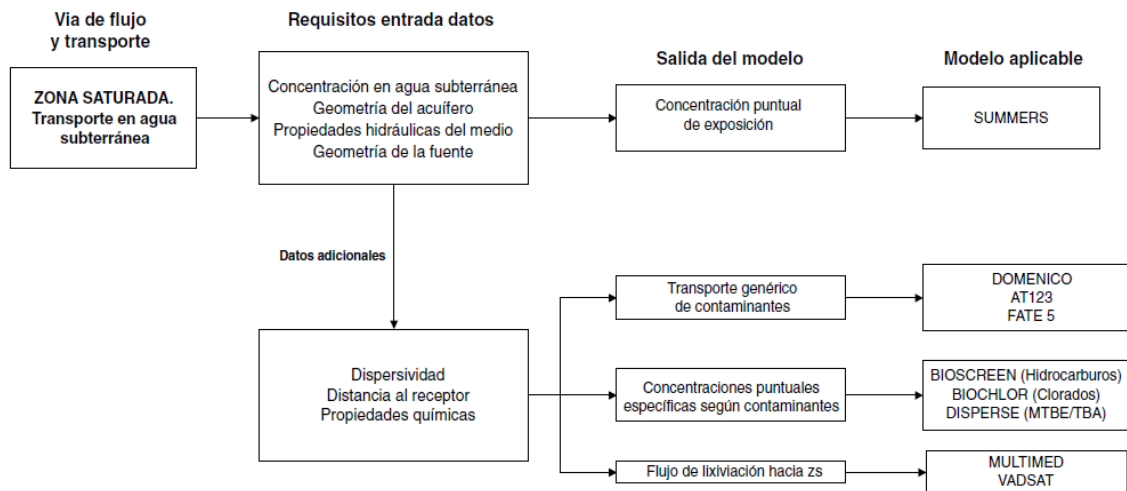 Via de flujo
y transporte
Requisitos entrada datos
Salida del modelo
Modelo aplicable
ZONA SATURADA.
Transporte en agua
subterránea
Concentración en agua subterránea
Geometría del acuífero
Propiedades hidráulicas del medio
Geometría de la fuente
Concentración puntual
de exposición
SUMMERS
Datos adicionales
Dispersividad
Distancia al receptor
Propiedades químicas
Transporte genérico
de contaminantes
DOMENICO
AT123
FATE 5
Concentraciones puntuales
específicas según contaminantes
BIOSCREEN (Hidrocarburos)
BIOCHLOR (Clorados)
DISPERSE (MTBE/TBA)
Flujo de lixiviación hacia zs
MULTIMED
VADSAT